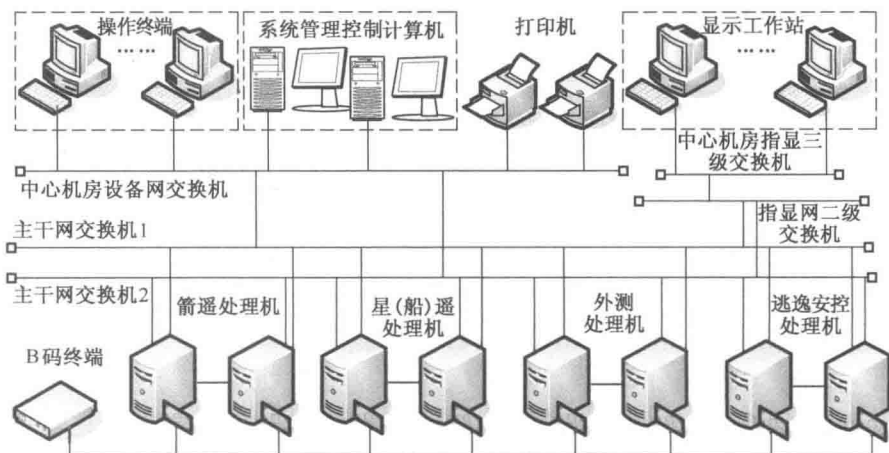 操作终端
……
系统管理控制计算机
打印机
显示工作站
……
中心机房指显三
级交换机
中心机房设备网交换机
指显网二级
交换机
主干网交换机1
主干网交换机2
箭遥处理机
星(船)遥
处理机
外测
处理机
逃逸安控
处理机
B码终端